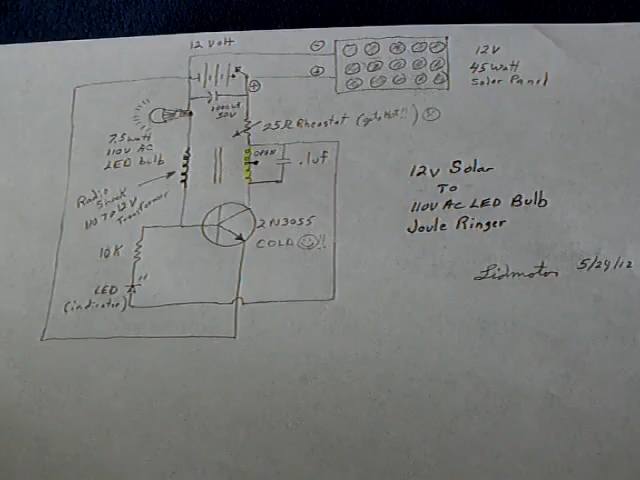 12 Volt
12V
45 Watt
Solar Panel
1000uf
50V
25Ω Rheostat (gets Hot!!)
7.5 watt
110V AC
LED bulb
OPEN
.1uf
Radio
Shack
110 TO 12V
Transformer
2N3055
COLD !!
10K
LED
(indicator)
12V Solar
TO
110V AC LED Bulb
Joule Ringer
Lidmotor 5/29/12